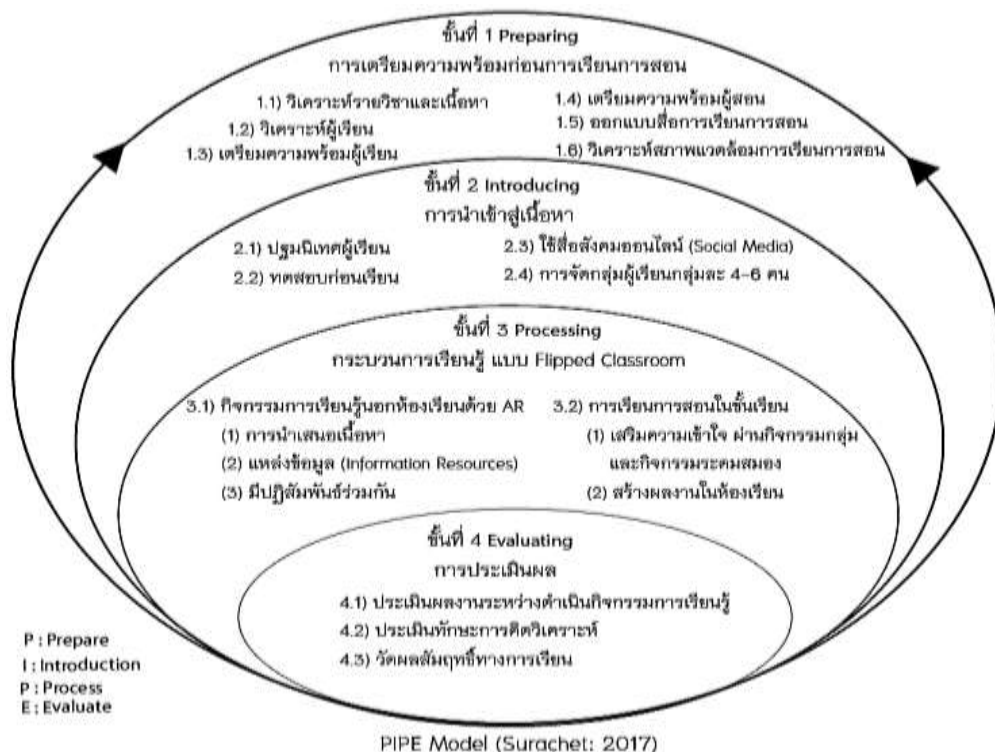 ขั้นที่ 1 Preparing
การเตรียมความพร้อมก่อนการเรียนการสอน
1.1) วิเคราะห์รายวิชาและเนื้อหา
1.2) วิเคราะห์ผู้เรียน
1.3) เตรียมความพร้อมผู้เรียน
1.4) เตรียมความพร้อมผู้สอน
1.5) ออกแบบสื่อการเรียนการสอน
1.6) วิเคราะห์สภาพแวดล้อมการเรียนการสอน
ขั้นที่ 2 Introducing
การนำเข้าสู่เนื้อหา
2.1) ปฐมนิเทศผู้เรียน
2.2) ทดสอบก่อนเรียน
2.3) ใช้สื่อสังคมออนไลน์ (Social Media)
2.4) การจัดกลุ่มผู้เรียนกลุ่มละ 4-6 คน
ขั้นที่ 3 Processing
กระบวนการเรียนรู้ แบบ Flipped Classroom
3.1) กิจกรรมการเรียนรู้นอกห้องเรียนด้วย AR
(1) การนำเสนอเนื้อหา
(2) แหล่งข้อมูล (Information Resources)
(3) มีปฏิสัมพันธ์ร่วมกัน
3.2) การเรียนการสอนในชั้นเรียน
(1) เสริมความเข้าใจ ผ่านกิจกรรมกลุ่ม
และกิจกรรมระดมสมอง
(2) สร้างผลงานในห้องเรียน
ขั้นที่ 4 Evaluating
การประเมินผล
4.1) ประเมินผลงานระหว่างดำเนินกิจกรรมการเรียนรู้
4.2) ประเมินทักษะการคิดวิเคราะห์
4.3) วัดผลสัมฤทธิ์ทางการเรียน
P : Prepare
I : Introduction
P : Process
E : Evaluate
PIPE Model (Surachet: 2017)